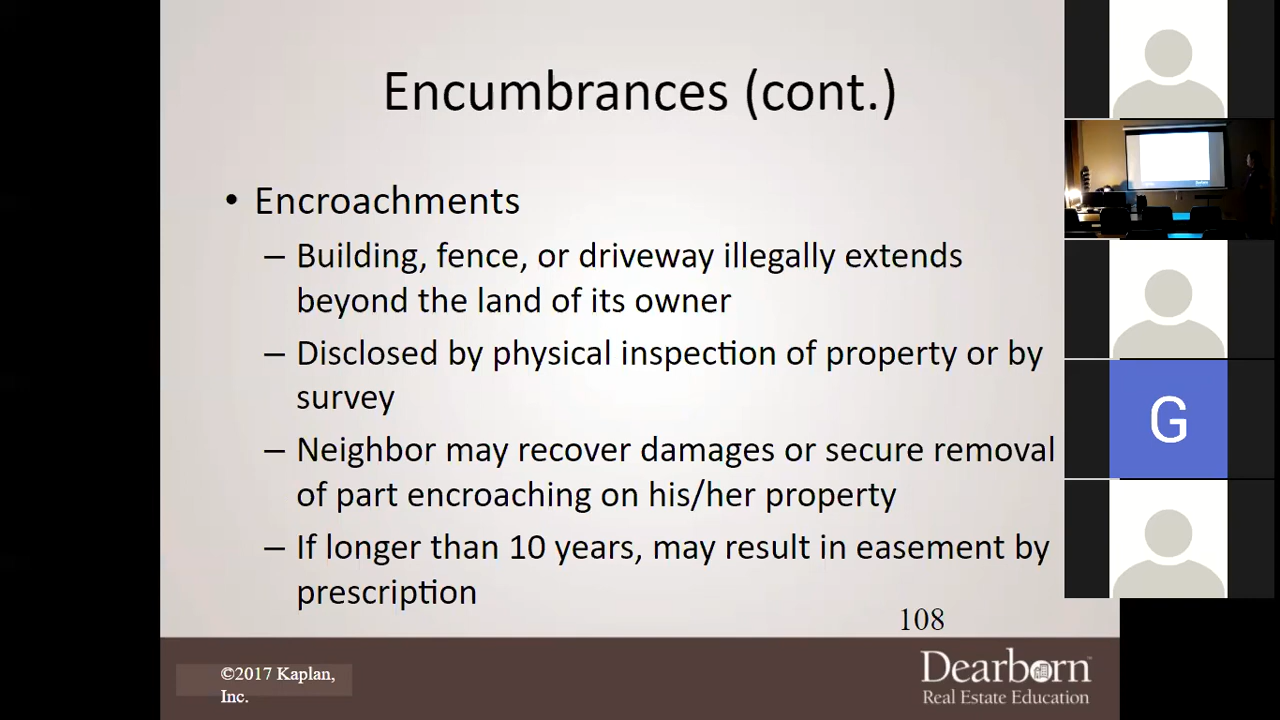 Encumbrances (cont.)
• Encroachments
– Building, fence, or driveway illegally extends
beyond the land of its owner
– Disclosed by physical inspection of property or by
survey
– Neighbor may recover damages or secure removal
of part encroaching on his/her property
– If longer than 10 years, may result in easement by
prescription
108
©2017 Kaplan,
Inc.
Dearborn
Real Estate Education
G